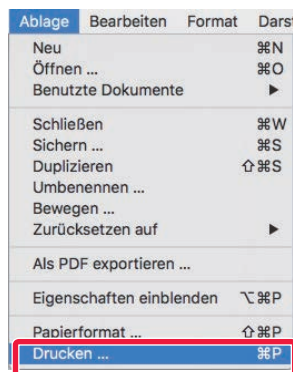 Ablage Bearbeiten Format Dars
Neu ⌘N
Öffnen ... ⌘O
Benutzte Dokumente ▶
Schließen ⌘W
Sichern ... ⌘S
Duplizieren ⇧⌘S
Umbenennen ...
Bewegen ...
Zurücksetzen auf ▶
Als PDF exportieren ...
Eigenschaften einblenden ⌥⌘P
Papierformat ... ⇧⌘P
Drucken ... ⌘P